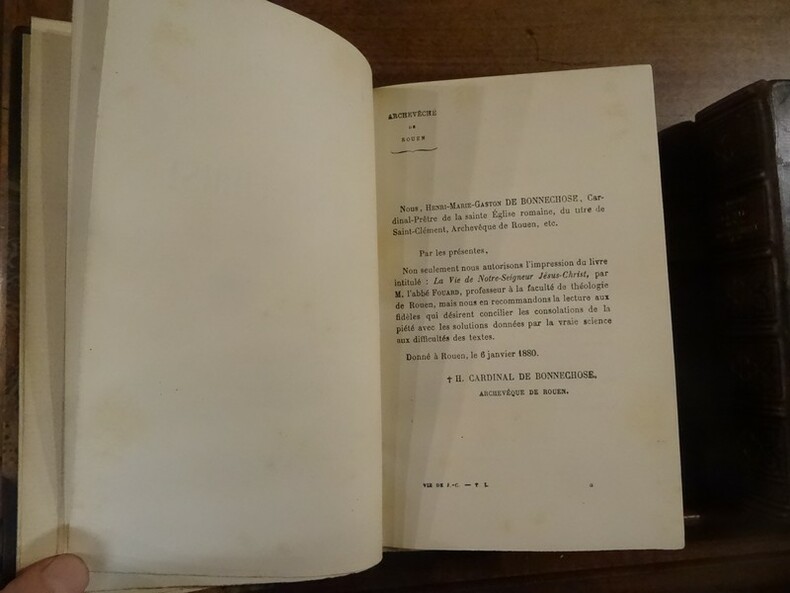 ARCHEVÊCHÉ
DE
ROUEN
Nous, HENRI-MARIE-GASTON DE BONNECHOSE, Car-
dinal-Prêtre de la sainte Église romaine, du titre de
Saint-Clément, Archevêque de Rouen, etc.
Par les présentes,
Non seulement nous autorisons l'impression du livre
intitulé : La Vie de Notre-Seigneur Jésus-Christ, par
M. l'abbé FOUARD, professeur à la faculté de théologie
de Rouen, mais nous en recommandons la lecture aux
fidèles qui désirent concilier les consolations de la
piété avec les solutions données par la vraie science
aux difficultés des textes.
Donné à Rouen, le 6 janvier 1880.
† H. CARDINAL DE BONNECHOSE,
ARCHEVÊQUE DE ROUEN.
VIE DE J.-C. — T. I.